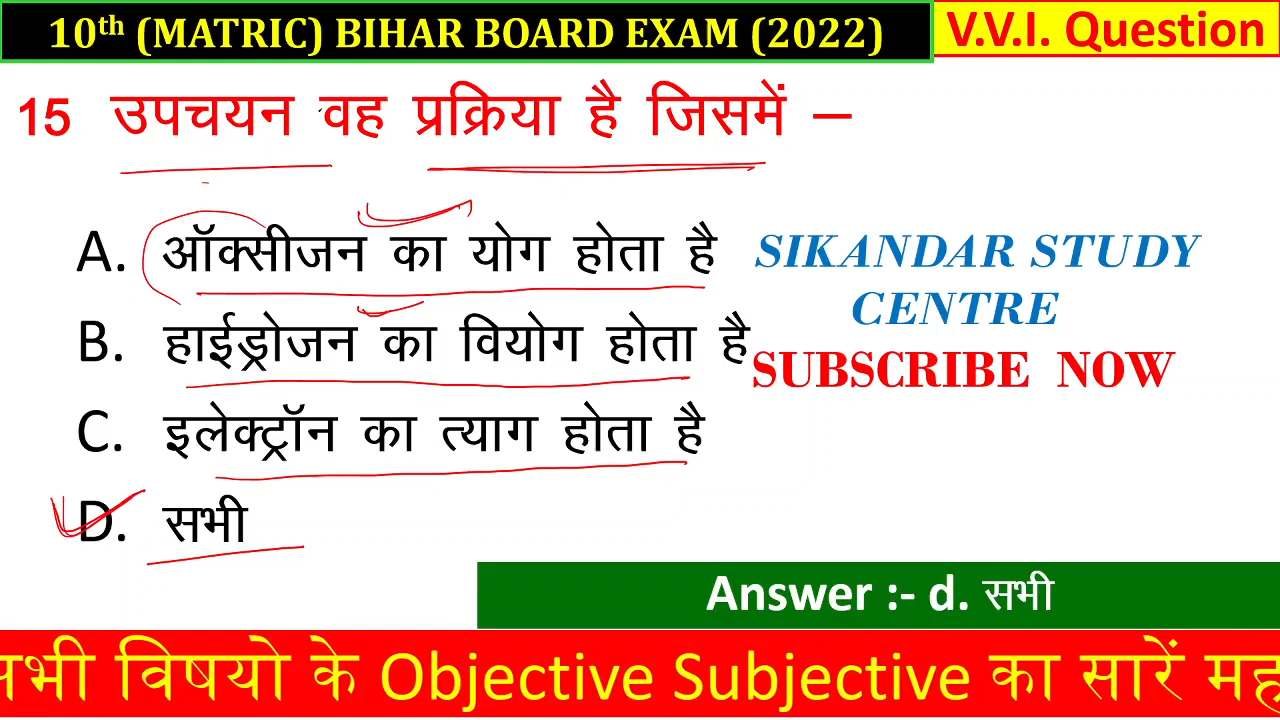 10th (MATRIC) BIHAR BOARD EXAM (2022)
V.V.I. Question
15 उपचयन वह प्रक्रिया है जिसमें –
A. ऑक्सीजन का योग होता है
B. हाईड्रोजन का वियोग होता है
C. इलेक्ट्रॉन का त्याग होता है
D. सभी
SIKANDAR STUDY
CENTRE
SUBSCRIBE NOW
Answer :- d. सभी
विषयो के Objective Subjective का सारें